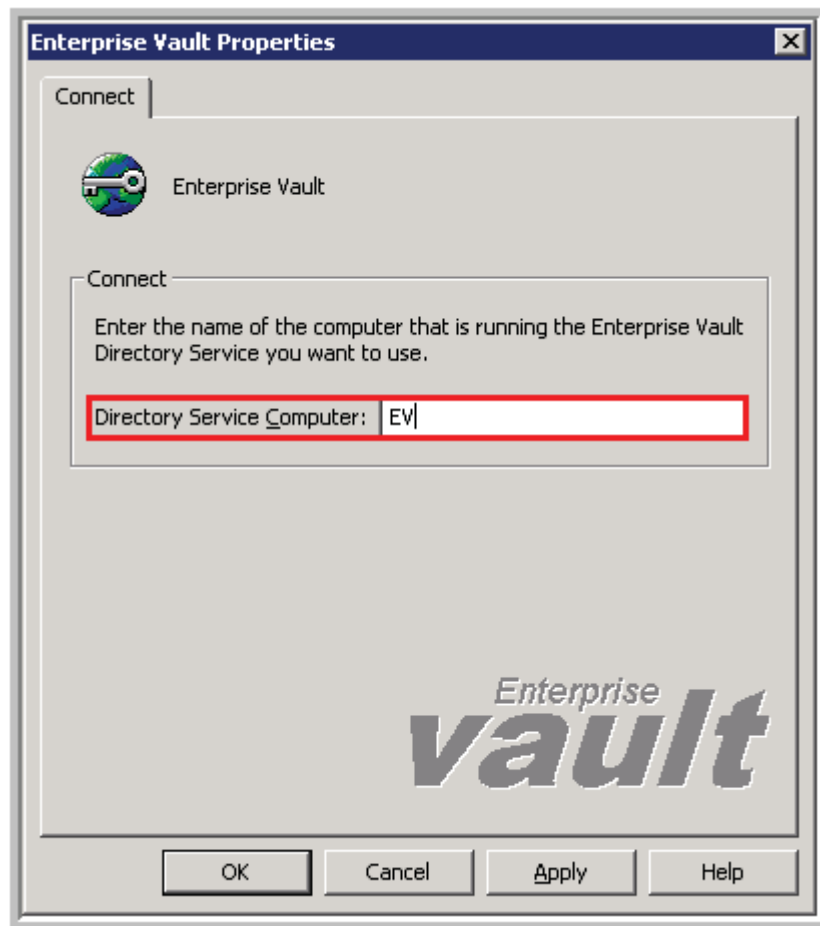 Enterprise Vault Properties
Connect
Enterprise Vault
Connect
Enter the name of the computer that is running the Enterprise Vault
Directory Service you want to use.
Directory Service Computer: EV
Enterprise
vault
OK Cancel Apply Help